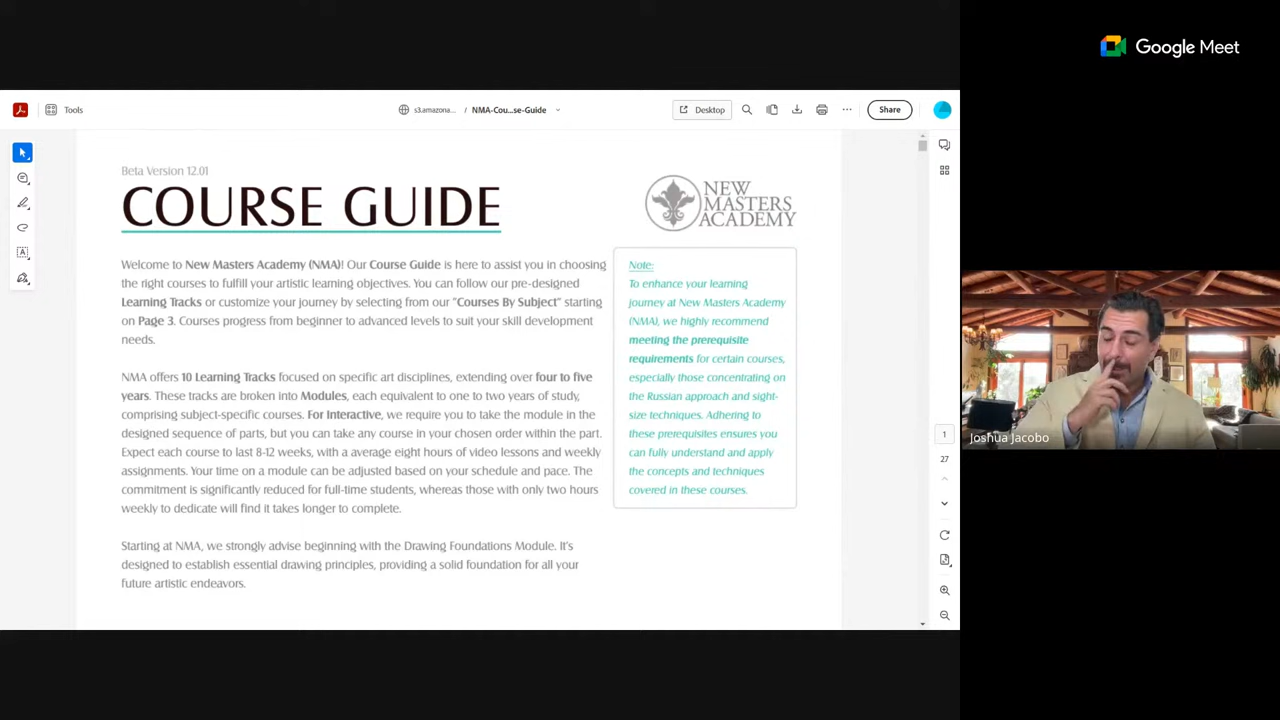 Google Meet
Tools
s3.amazona... / NMA-Cou...se-Guide
Desktop
Share
Beta Version 12.01
COURSE GUIDE
NEW
MASTERS
ACADEMY
Welcome to New Masters Academy (NMA)! Our Course Guide is here to assist you in choosing
the right courses to fulfill your artistic learning objectives. You can follow our pre-designed
Learning Tracks or customize your journey by selecting from our "Courses By Subject" starting
on Page 3. Courses progress from beginner to advanced levels to suit your skill development
needs.
NMA offers 10 Learning Tracks focused on specific art disciplines, extending over four to five
years. These tracks are broken into Modules, each equivalent to one to two years of study,
comprising subject-specific courses. For Interactive, we require you to take the module in the
designed sequence of parts, but you can take any course in your chosen order within the part.
Expect each course to last 8-12 weeks, with a average eight hours of video lessons and weekly
assignments. Your time on a module can be adjusted based on your schedule and pace. The
commitment is significantly reduced for full-time students, whereas those with only two hours
weekly to dedicate will find it takes longer to complete.
Starting at NMA, we strongly advise beginning with the Drawing Foundations Module. It's
designed to establish essential drawing principles, providing a solid foundation for all your
future artistic endeavors.
Note:
To enhance your learning
journey at New Masters Academy
(NMA), we highly recommend
meeting the prerequisite
requirements for certain courses,
especially those concentrating on
the Russian approach and sight-
size techniques. Adhering to
these prerequisites ensures you
can fully understand and apply
the concepts and techniques
covered in these courses.
1
27
Joshua Jacobo